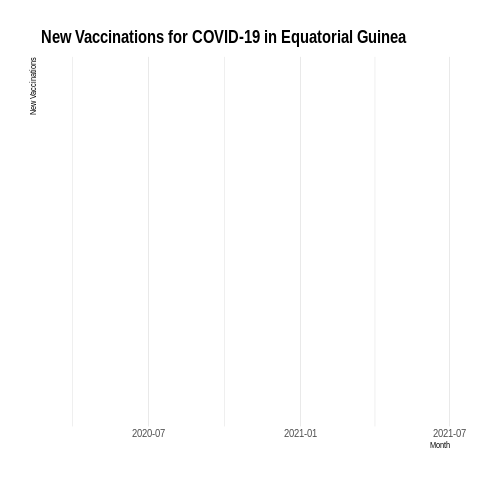 New Vaccinations for COVID-19 in Equatorial Guinea
New Vaccinations
2020-07
2021-01
2021-07
Month